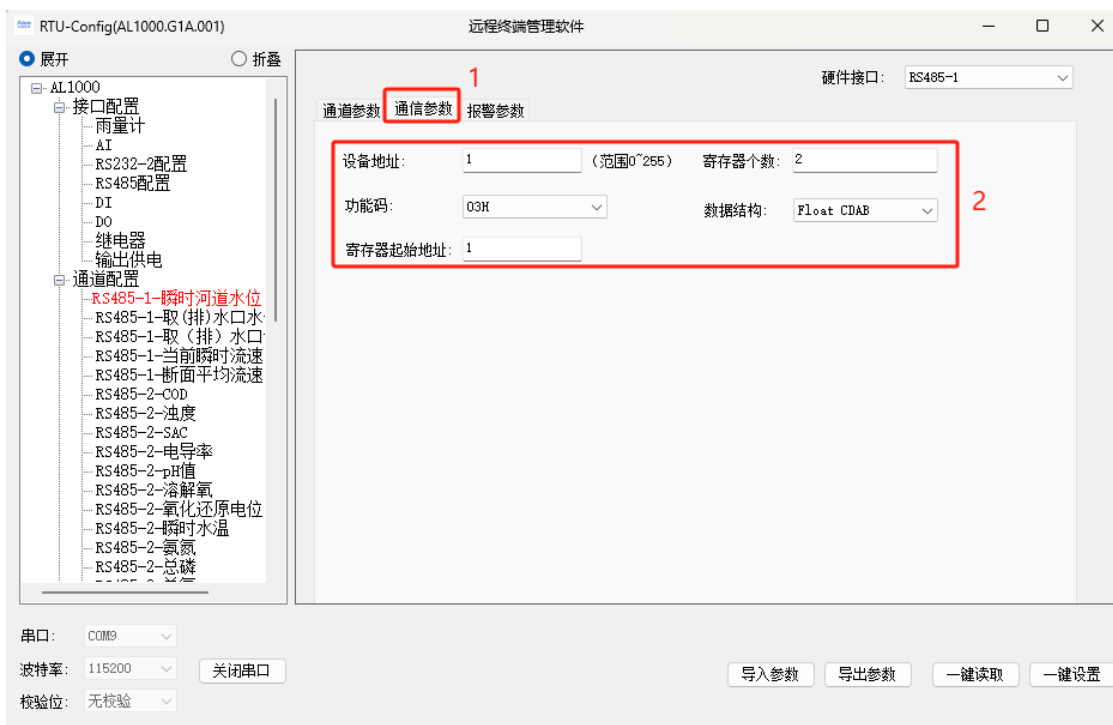 RTU-Config(AL1000.G1A.001)
远程终端管理软件
展开
折叠
AL1000
接口配置
雨量计
AI
RS232-2配置
RS485配置
DI
DO
继电器
输出供电
通道配置
RS485-1-瞬时河道水位
RS485-1-取(排)水口水
RS485-1-取（排）水口
RS485-1-当前瞬时流速
RS485-1-断面平均流速
RS485-2-COD
RS485-2-浊度
RS485-2-SAC
RS485-2-电导率
RS485-2-pH值
RS485-2-溶解氧
RS485-2-氧化还原电位
RS485-2-瞬时水温
RS485-2-氨氮
RS485-2-总磷
硬件接口: RS485-1
1
通道参数 通信参数 报警参数
设备地址: 1 (范围0~255) 寄存器个数: 2
功能码: 03H 数据结构: Float CDAB
2
寄存器起始地址: 1
串口: COM9
波特率: 115200 关闭串口
校验位: 无校验
导入参数 导出参数 一键读取 一键设置